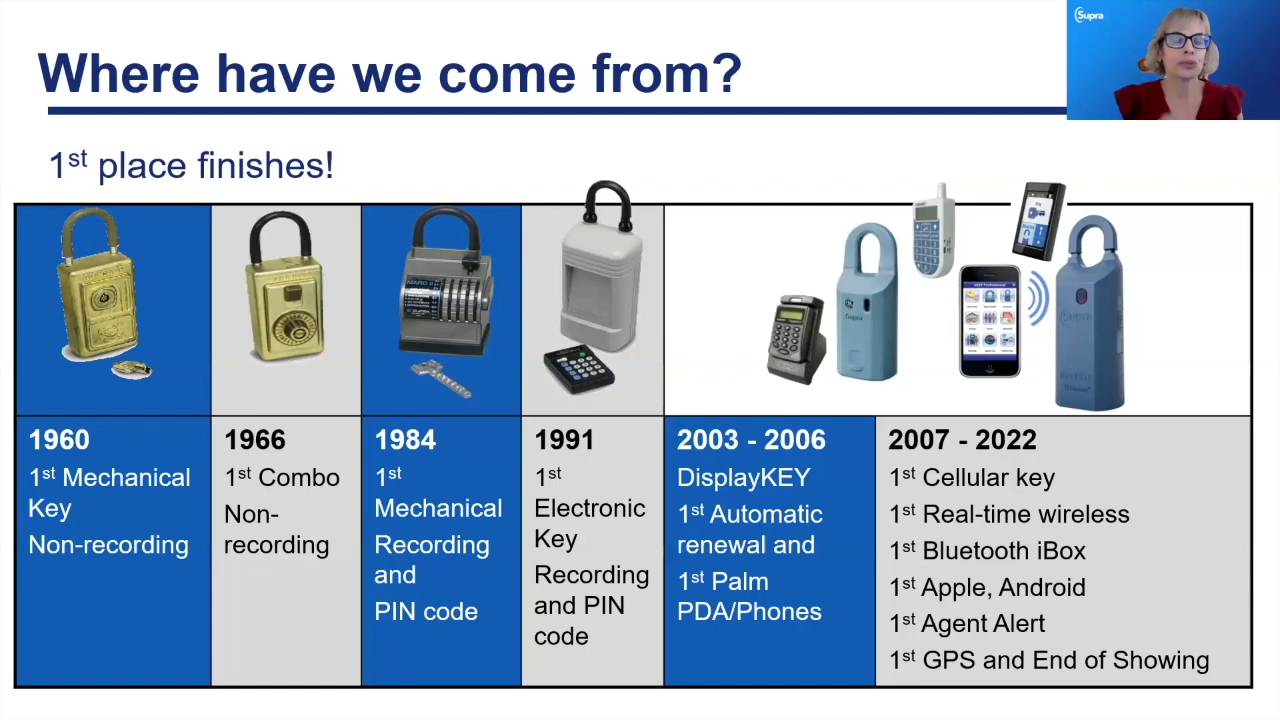 Where have we come from?
Supra
1st place finishes!
1960
1st Mechanical
Key
Non-recording
1966
1st Combo
Non-
recording
1984
1st
Mechanical
Recording
and
PIN code
1991
1st
Electronic
Key
Recording
and PIN
code
2003 - 2006
DisplayKEY
1st Automatic
renewal and
1st Palm
PDA/Phones
2007 - 2022
1st Cellular key
1st Real-time wireless
1st Bluetooth iBox
1st Apple, Android
1st Agent Alert
1st GPS and End of Showing